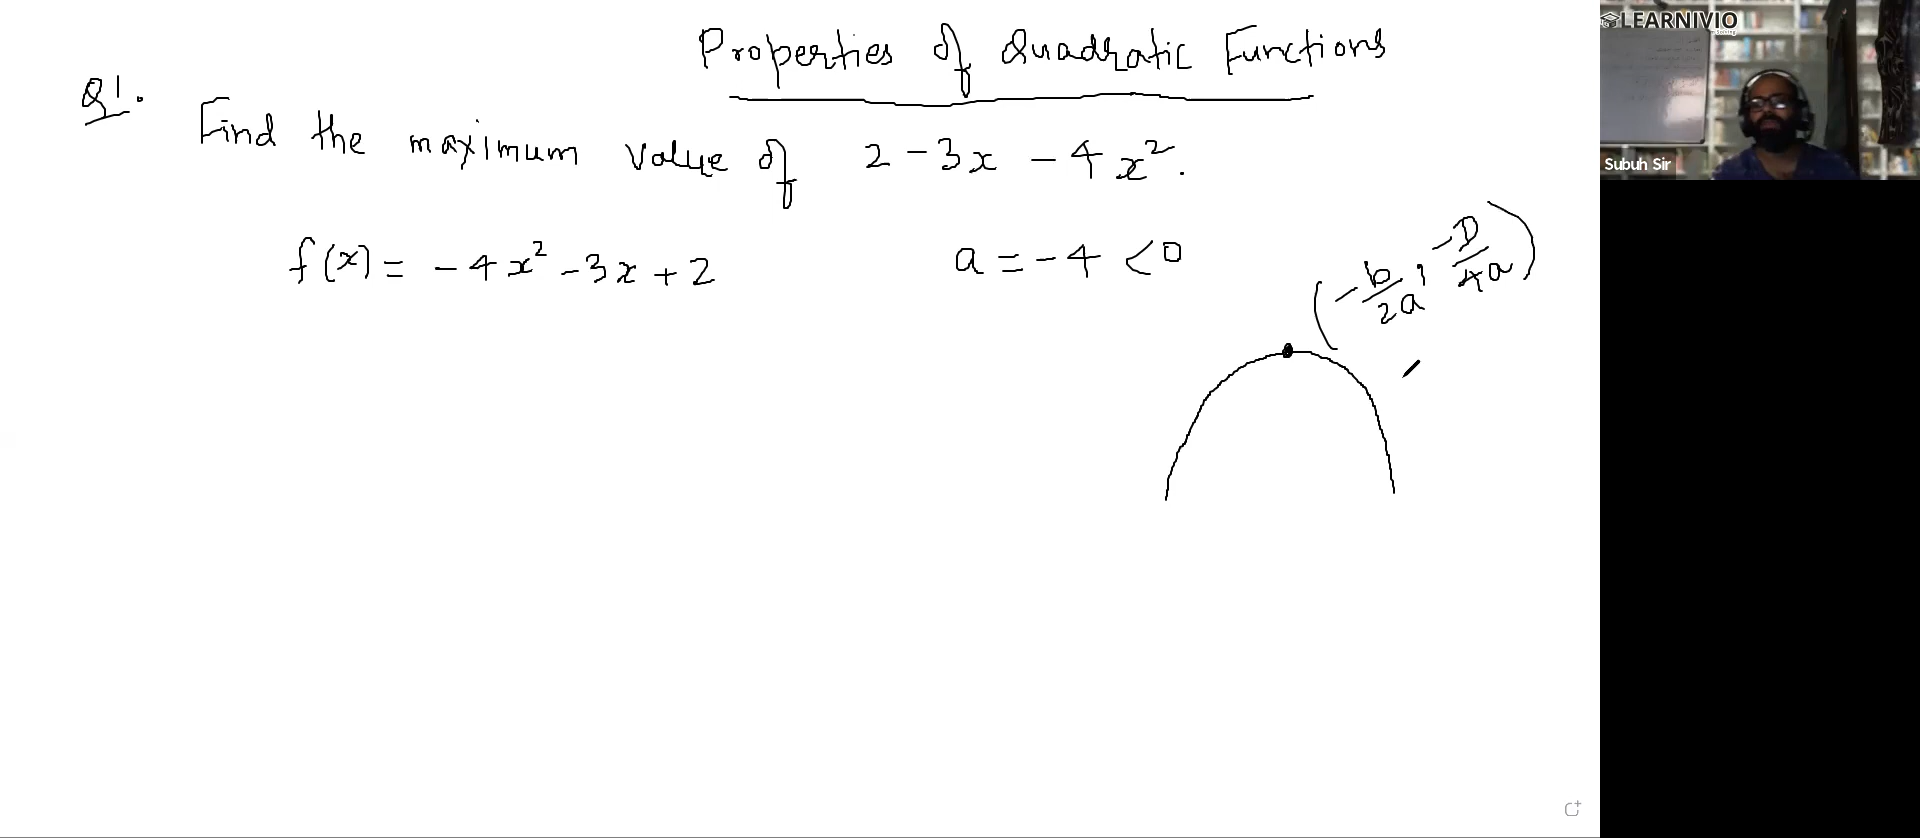 Properties of Quadratic Functions
Q1. Find the maximum value of 2 - 3x - 4x².
f(x) = -4x² - 3x + 2
a = -4 < 0
(-b/2a, -D/4a)
LEARNIVIO
Subuh Sir